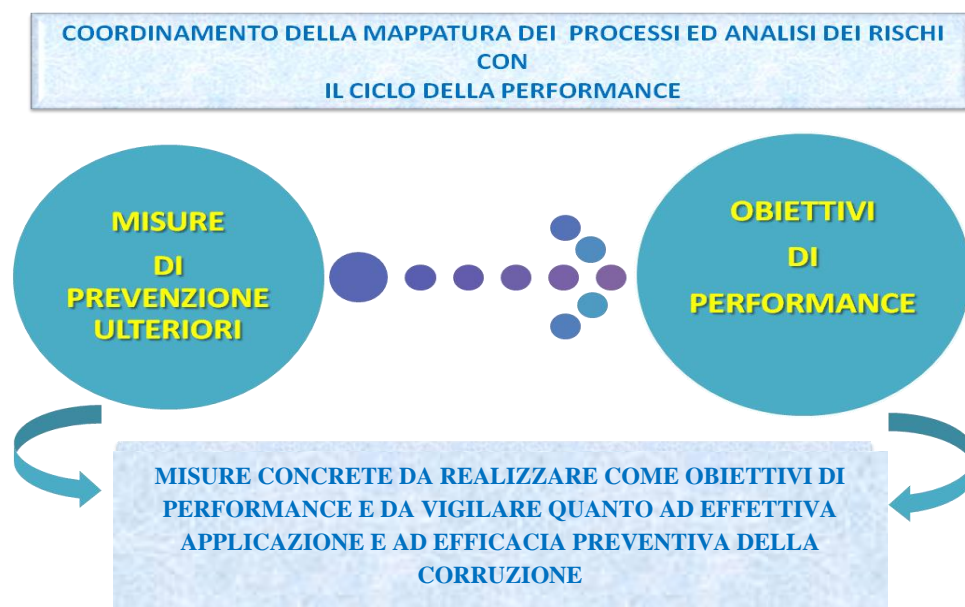 COORDINAMENTO DELLA MAPPATURA DEI PROCESSI ED ANALISI DEI RISCHI
CON
IL CICLO DELLA PERFORMANCE
MISURE
DI
PREVENZIONE
ULTERIORI
OBIETTIVI
DI
PERFORMANCE
MISURE CONCRETE DA REALIZZARE COME OBIETTIVI DI
PERFORMANCE E DA VIGILARE QUANTO AD EFFETTIVA
APPLICAZIONE E AD EFFICACIA PREVENTIVA DELLA
CORRUZIONE